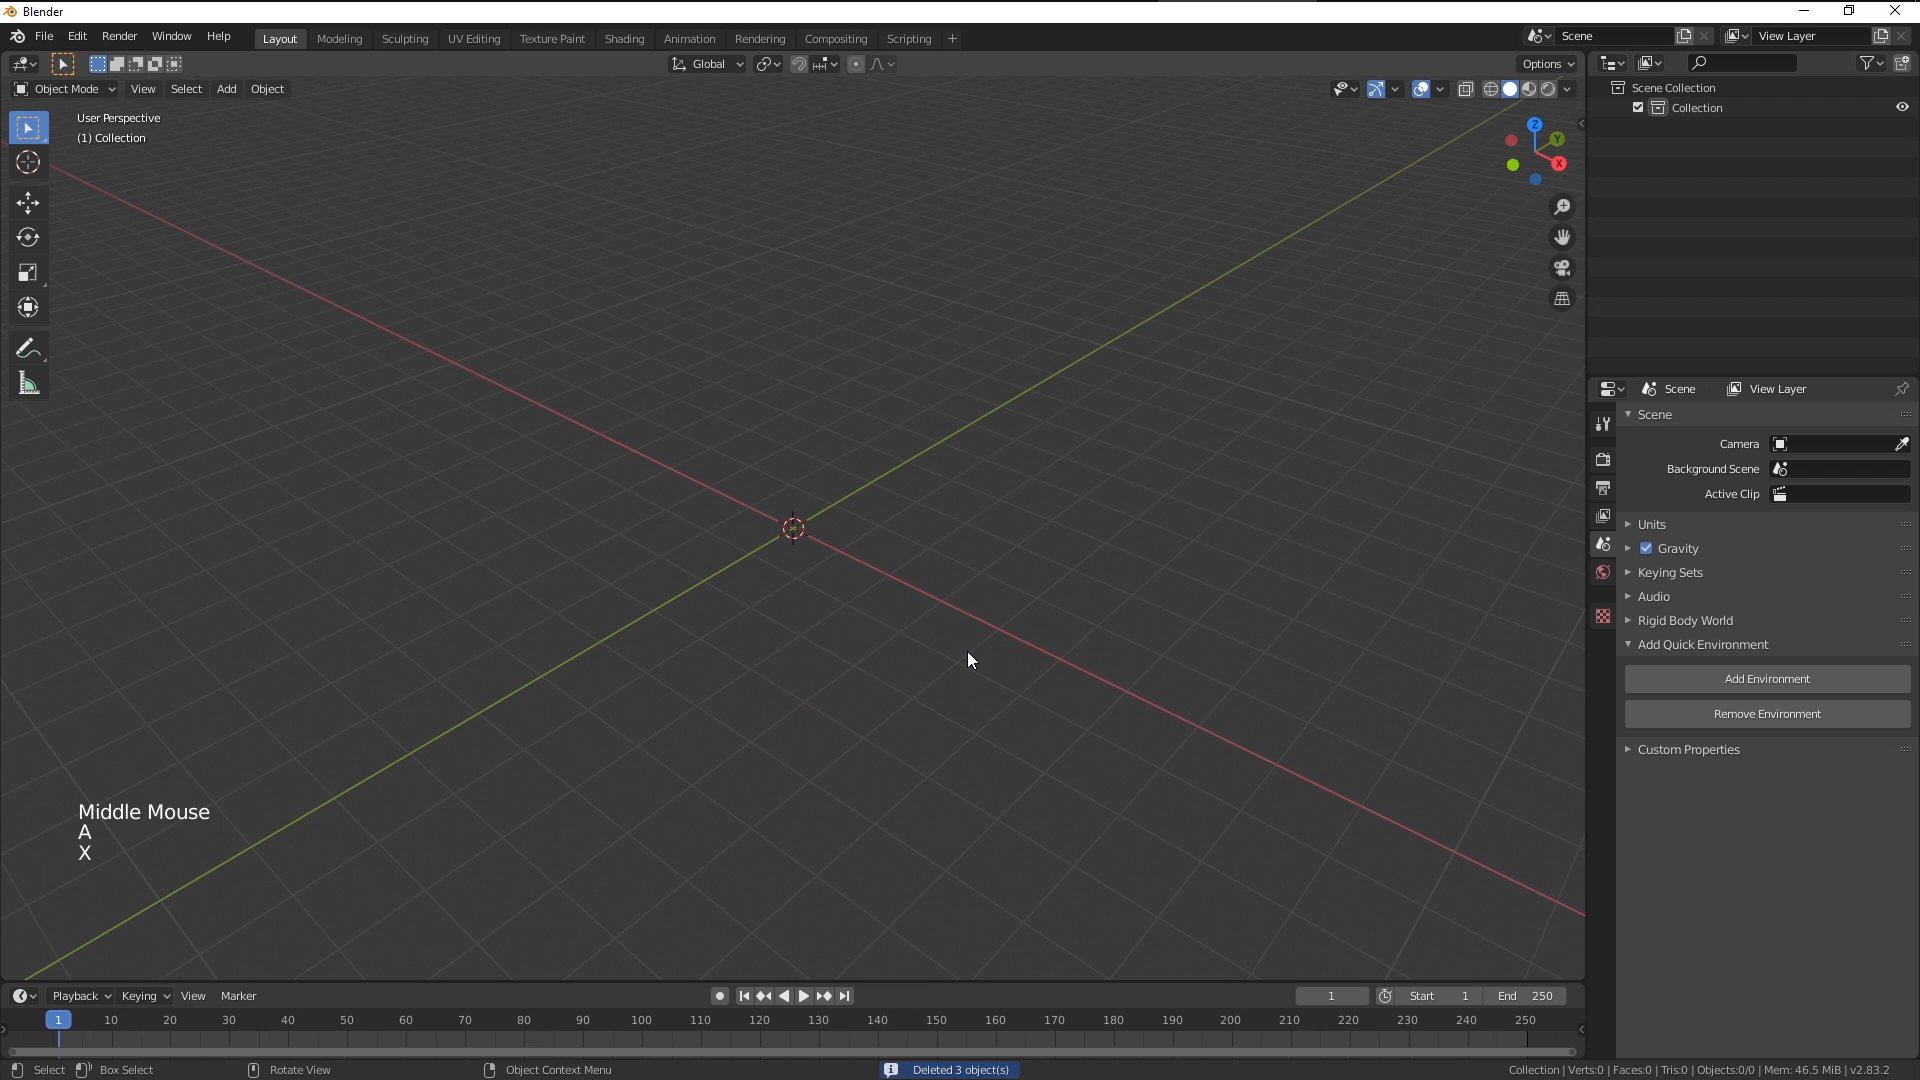 Blender
File Edit Render Window Help Layout Modeling Sculpting UV Editing Texture Paint Shading Animation Rendering Compositing Scripting + Scene View Layer
Global Options
Object Mode View Select Add Object
User Perspective
(1) Collection
Z
Y
X
Scene Collection
Collection
Scene View Layer
Scene
Camera
Background Scene
Active Clip
Units
Gravity
Keying Sets
Audio
Rigid Body World
Add Quick Environment
Add Environment
Remove Environment
Custom Properties
Middle Mouse
A
X
Playback Keying View Marker 1 Start 1 End 250
1 10 20 30 40 50 60 70 80 90 100 110 120 130 140 150 160 170 180 190 200 210 220 230 240 250
Select Box Select Rotate View Object Context Menu Deleted 3 object(s) Collection | Verts:0 | Faces:0 | Tris:0 | Objects:0/0 | Mem: 46.5 MiB | v2.83.2